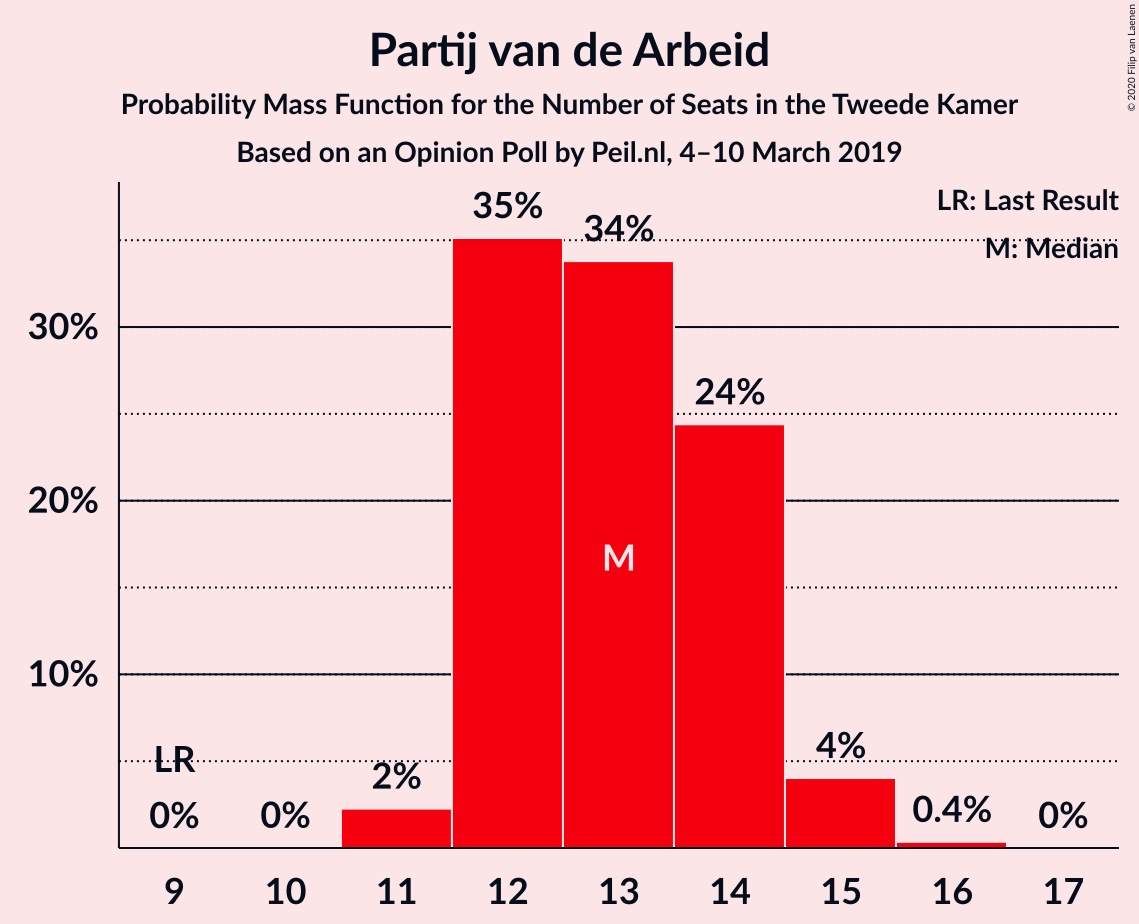 Partij van de Arbeid
Probability Mass Function for the Number of Seats in the Tweede Kamer
Based on an Opinion Poll by Peil.nl, 4–10 March 2019
© 2020 Filip van Laenen
LR: Last Result
M: Median
35%
34%
30%
24%
20%
M
10%
LR
4%
2%
0%
0%
0.4%
0%
9 10 11 12 13 14 15 16 17